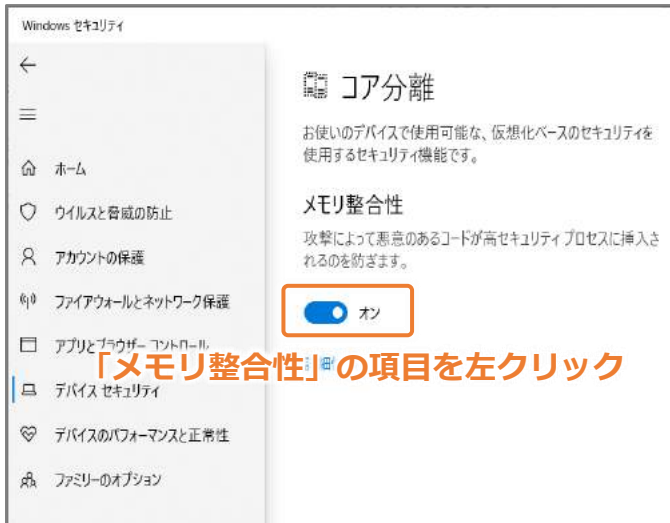 Windows セキュリティ
コア分離
お使いのデバイスで使用可能な、仮想化ベースのセキュリティを
使用するセキュリティ機能です。
ホーム
ウイルスと脅威の防止
アカウントの保護
ファイアウォールとネットワーク保護
アプリとブラウザー コントロール
デバイス セキュリティ
デバイスのパフォーマンスと正常性
ファミリーのオプション
メモリ整合性
攻撃によって悪意のあるコードが高セキュリティ プロセスに挿入さ
れるのを防ぎます。
オン
「メモリ整合性」の項目を左クリック